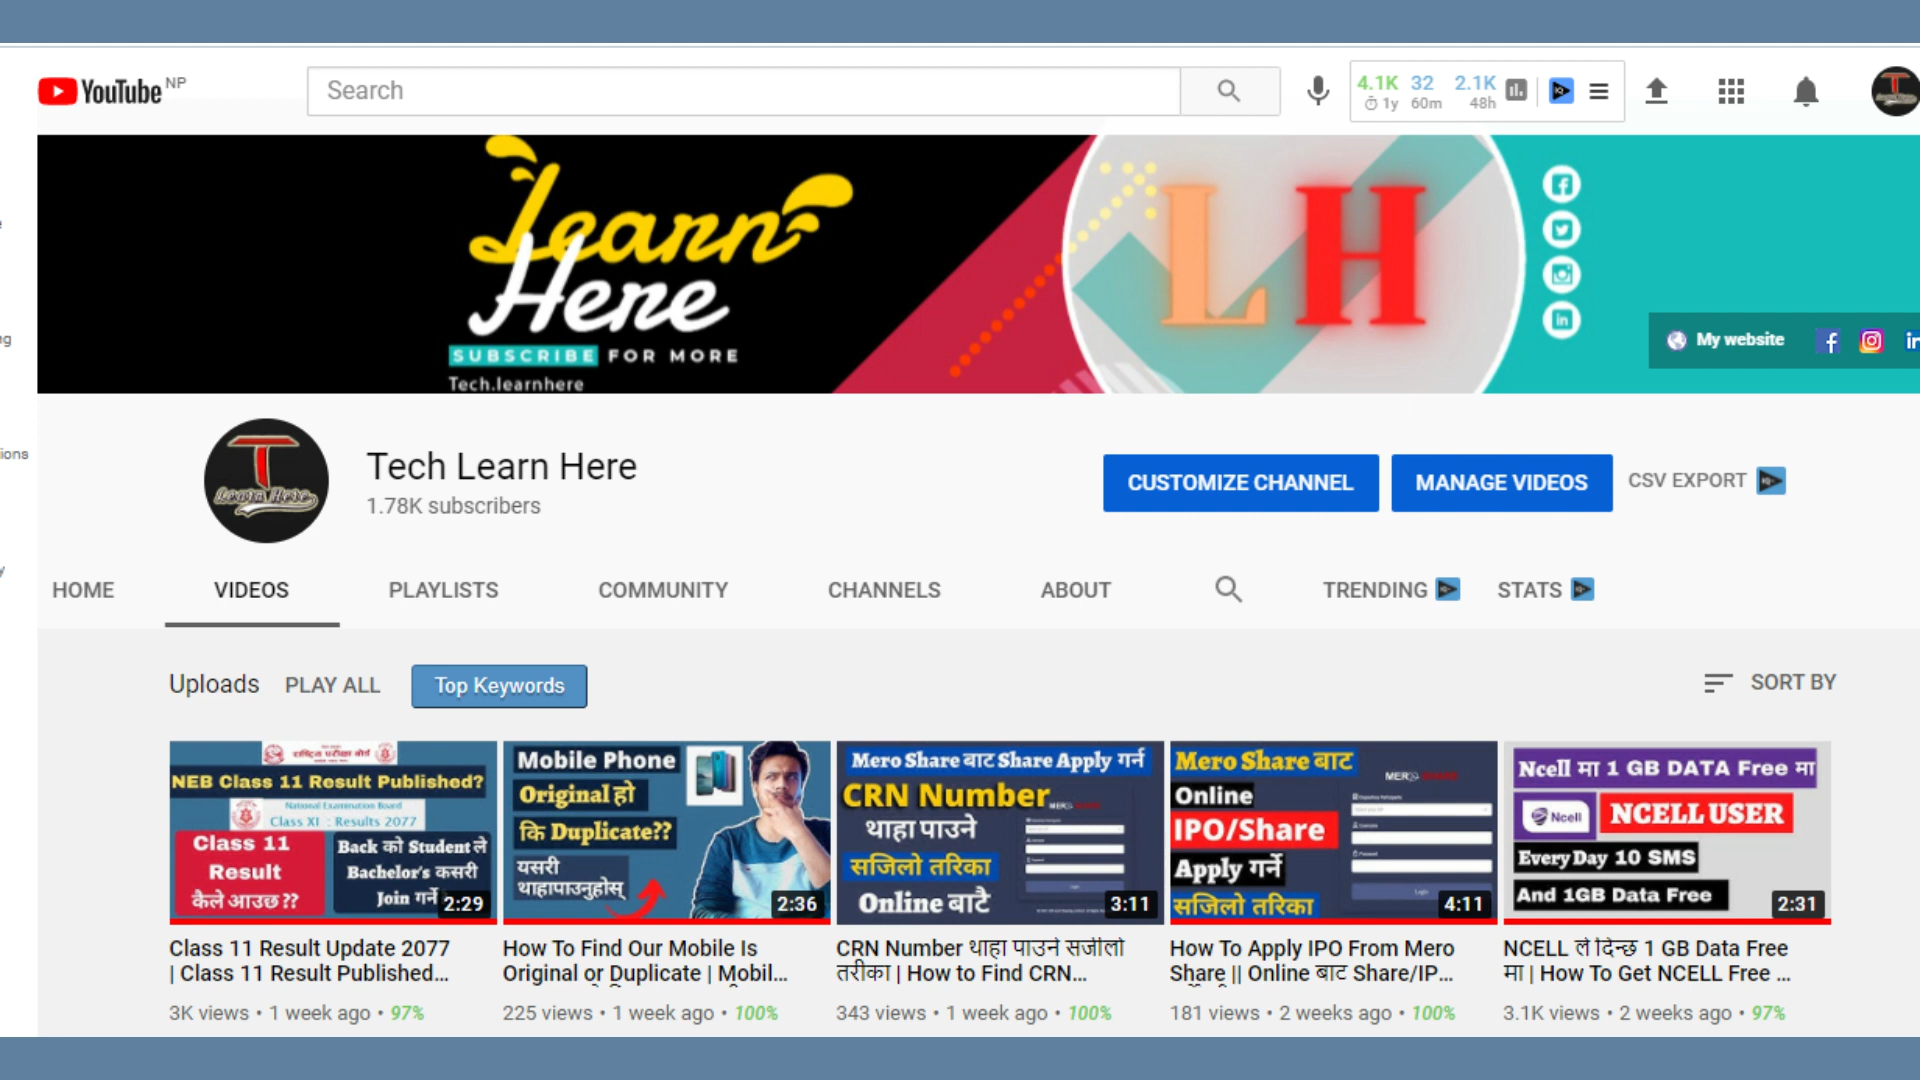 YouTube NP
Search
4.1K 32 2.1K
1y 60m 48h
Learn
Here
SUBSCRIBE FOR MORE
Tech.learnhere
LH
My website
ng
ions
Tech Learn Here
1.78K subscribers
CUSTOMIZE CHANNEL
MANAGE VIDEOS
CSV EXPORT
HOME
VIDEOS
PLAYLISTS
COMMUNITY
CHANNELS
ABOUT
TRENDING
STATS
Uploads
PLAY ALL
Top Keywords
SORT BY
NEB Class 11 Result Published?
National Examination Board
Class XI : Results 2077
Class 11
Result
कैले आउछ ??
Back को Student ले
Bachelor's कसरी
Join गर्ने
2:29
Mobile Phone
Original हो
कि Duplicate??
यसरी
थाहापाउनुहोस्
2:36
Mero Share बाट Share Apply गर्न
CRN Number
थाहा पाउने
सजिलो तरिका
Online बाटै
3:11
Mero Share बाट
Online
IPO/Share
Apply गर्ने
सजिलो तरिका
Login
4:11
Ncell मा 1 GB DATA Free मा
Ncell
NCELL USER
Every Day 10 SMS
And 1GB Data Free
2:31
Class 11 Result Update 2077
| Class 11 Result Published...
3K views • 1 week ago • 97%
How To Find Our Mobile Is
Original or Duplicate | Mobil...
225 views • 1 week ago • 100%
CRN Number थाहा पाउने सजीलो
तरीका | How to Find CRN...
343 views • 1 week ago • 100%
How To Apply IPO From Mero
Share || Online बाट Share/IP...
181 views • 2 weeks ago • 100%
NCELL ले दिन्छ 1 GB Data Free
मा | How To Get NCELL Free ...
3.1K views • 2 weeks ago • 97%